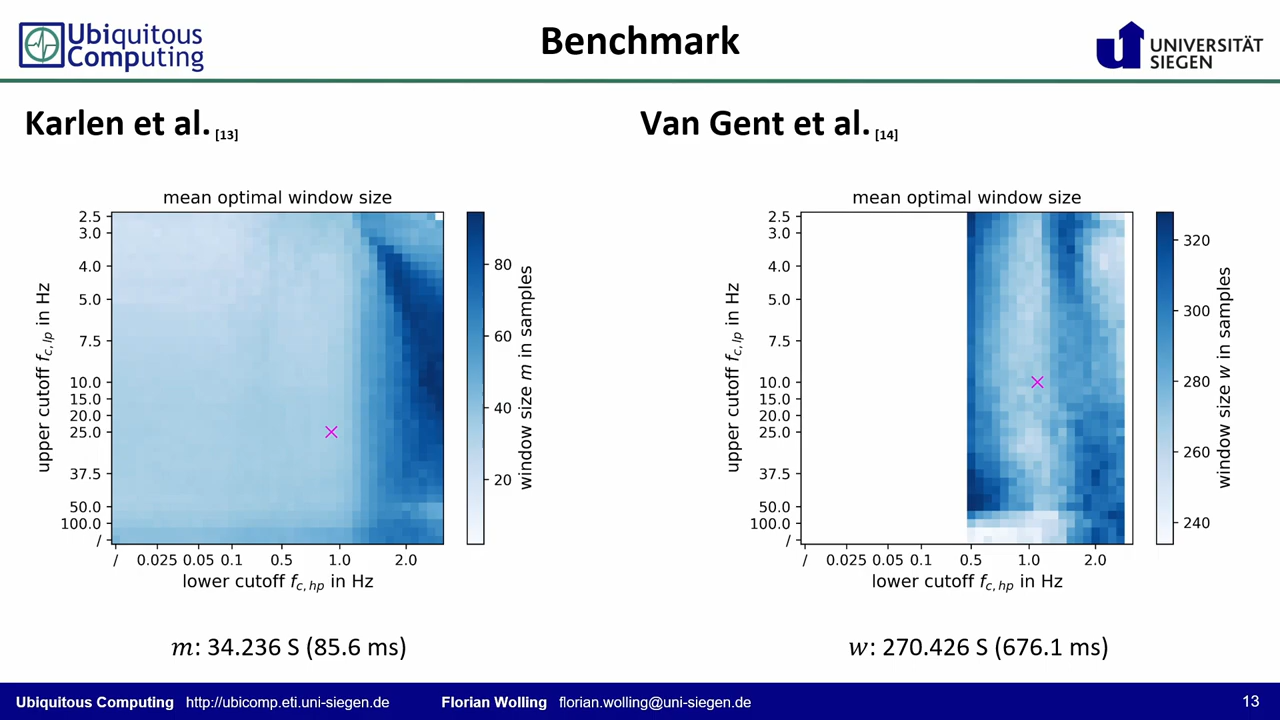 Ubiquitous
Computing
Benchmark
UNIVERSITÄT
SIEGEN
Karlen et al. [13]
Van Gent et al. [14]
mean optimal window size
2.5
3.0
4.0
5.0
7.5
10.0
15.0
20.0
25.0
37.5
50.0
100.0
/
upper cutoff f_c,lp in Hz
/ 0.025 0.05 0.1 0.5 1.0 2.0
lower cutoff f_c,hp in Hz
80
60
40
20
window size m in samples
m: 34.236 S (85.6 ms)
mean optimal window size
2.5
3.0
4.0
5.0
7.5
10.0
15.0
20.0
25.0
37.5
50.0
100.0
/
upper cutoff f_c,lp in Hz
/ 0.025 0.05 0.1 0.5 1.0 2.0
lower cutoff f_c,hp in Hz
320
300
280
260
240
window size w in samples
w: 270.426 S (676.1 ms)
Ubiquitous Computing http://ubicomp.eti.uni-siegen.de Florian Wolling florian.wolling@uni-siegen.de 13